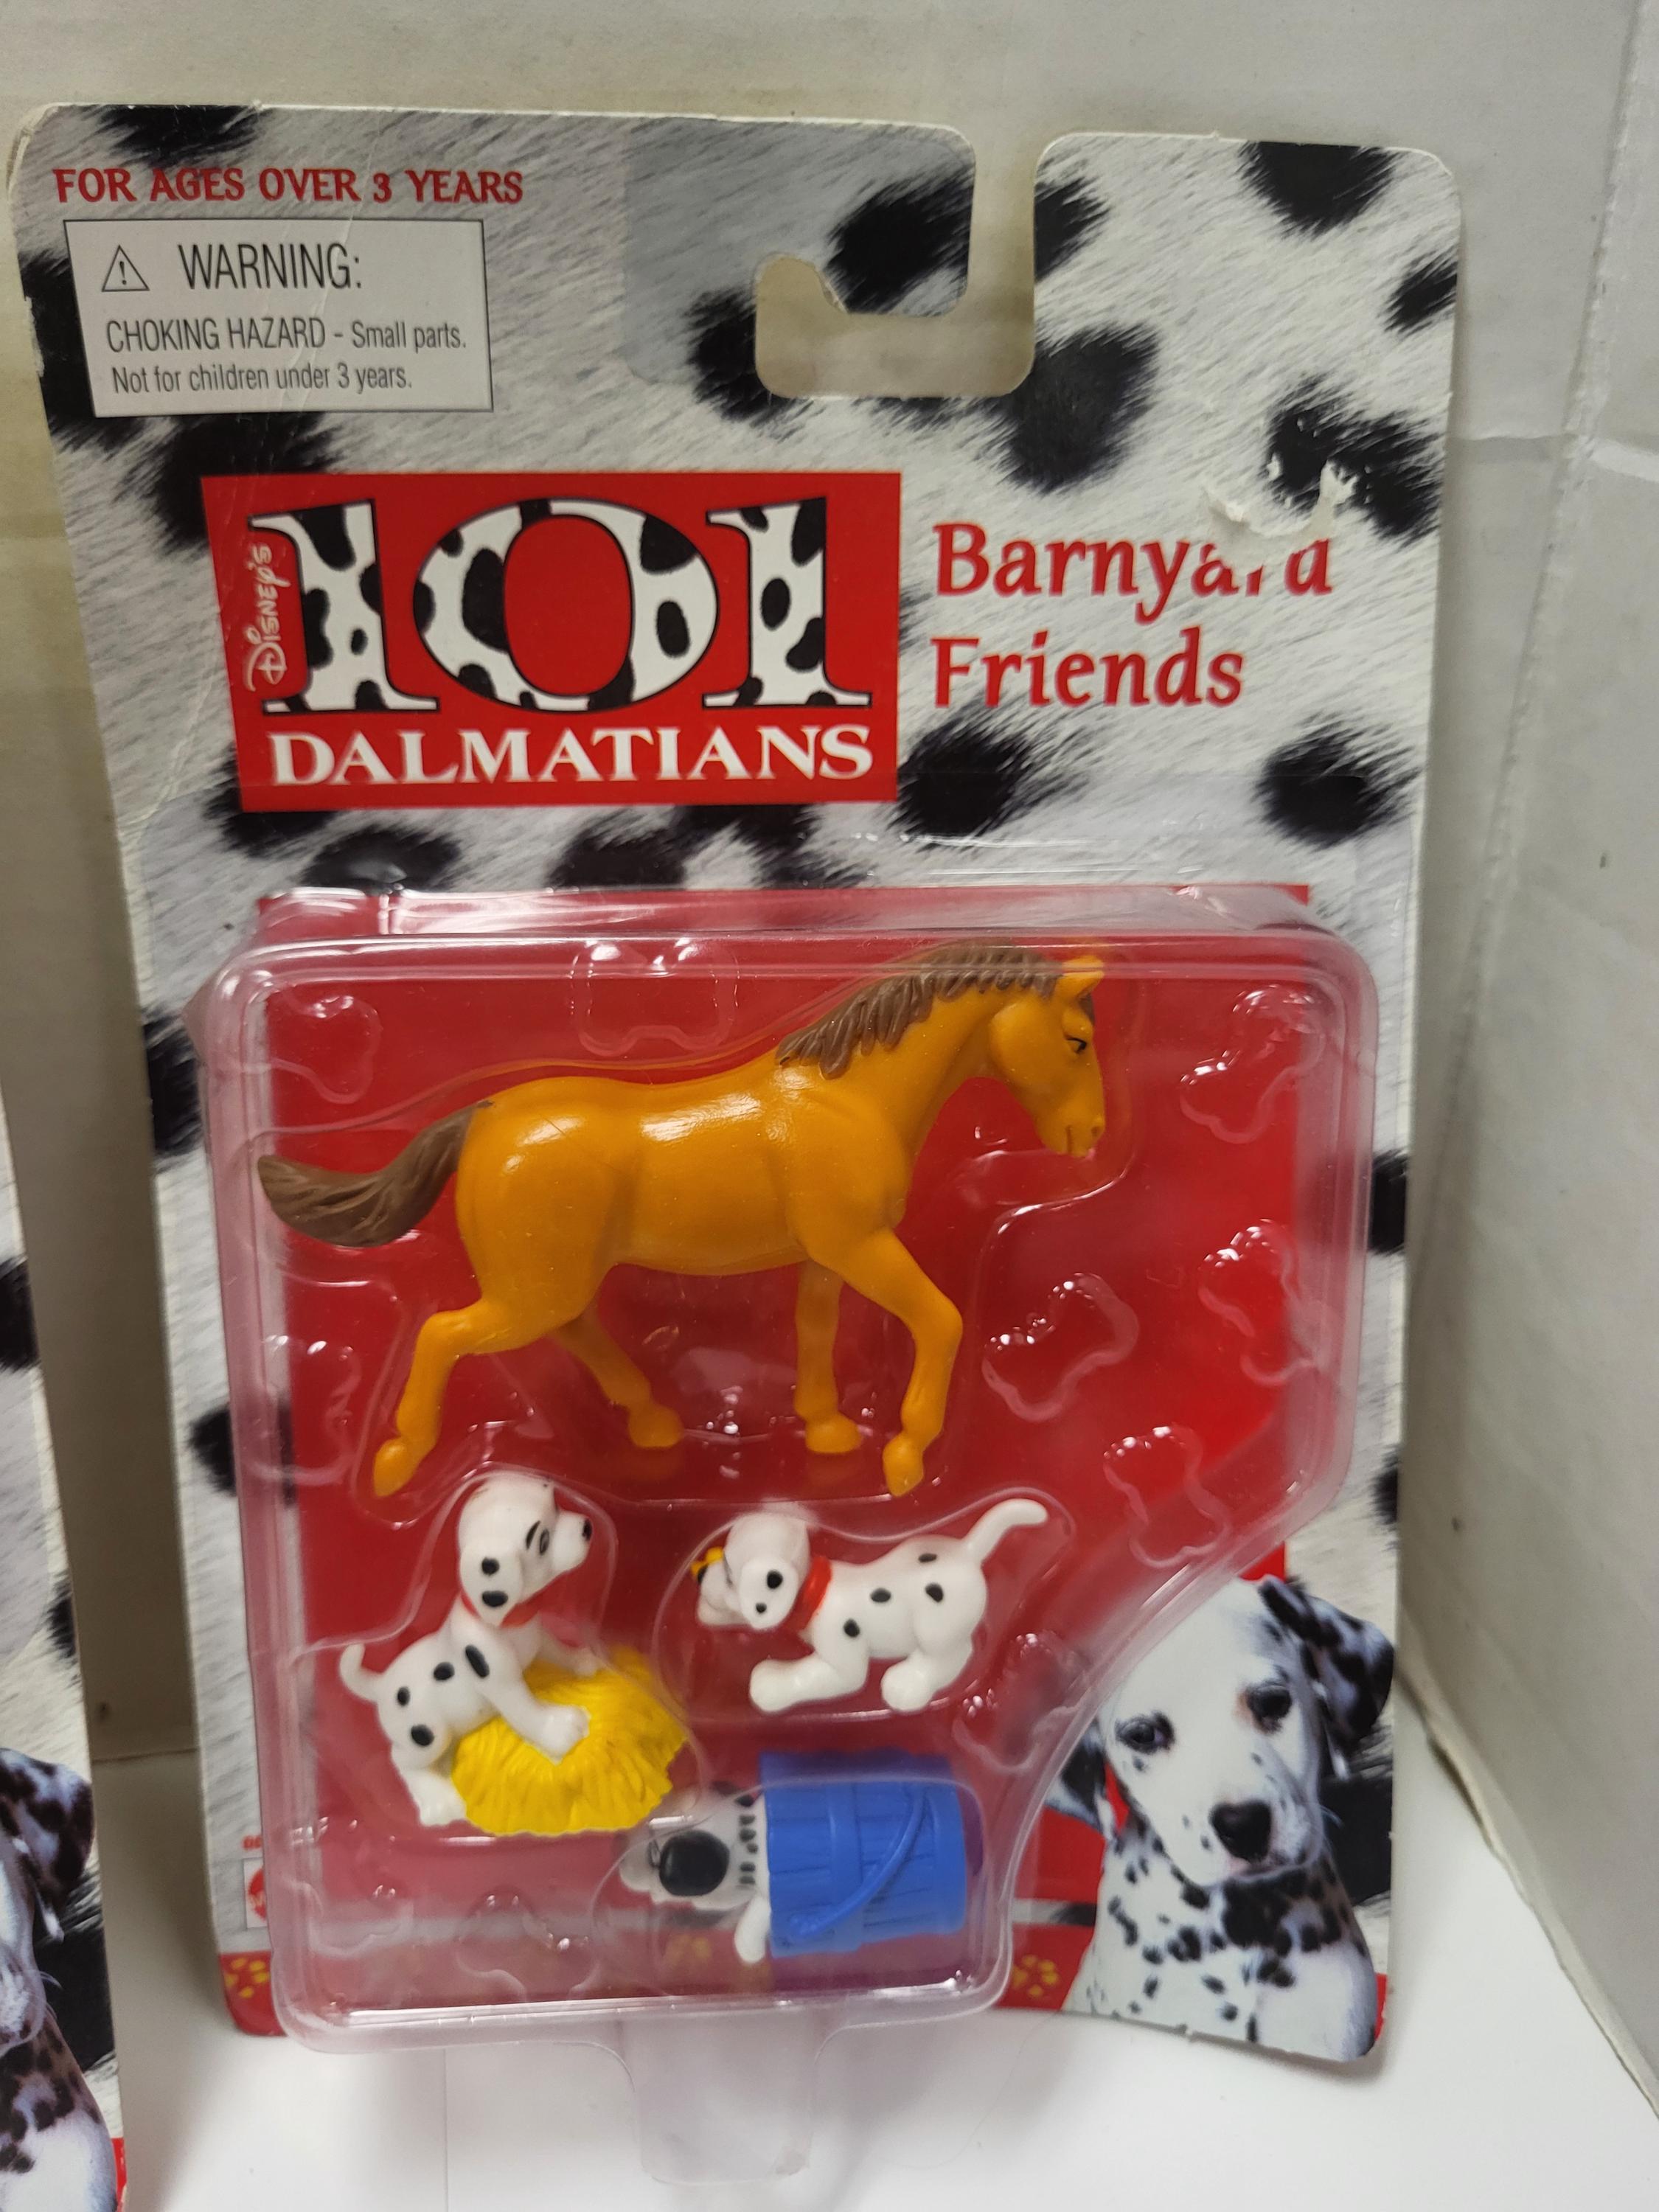 FOR AGES OVER 3 YEARS
WARNING:
CHOKING HAZARD - Small parts.
Not for children under 3 years.
Disney's
101
DALMATIANS
Barnyard
Friends